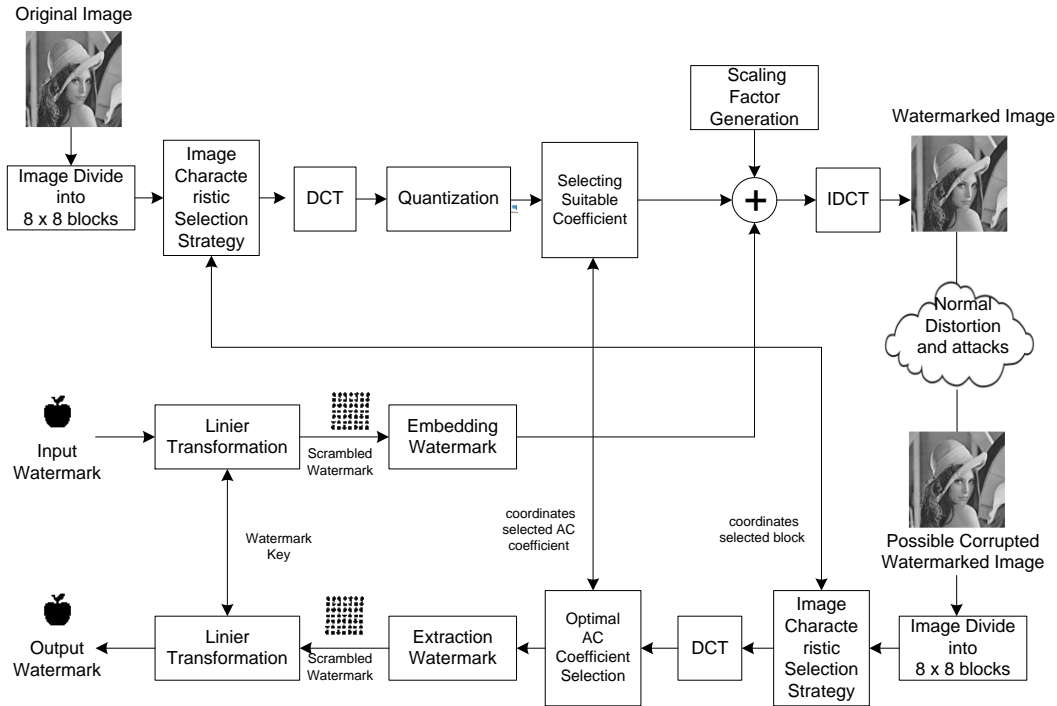 Original Image
Image Divide
into
8 x 8 blocks
Image
Characte
ristic
Selection
Strategy
DCT
Quantization
Selecting
Suitable
Coefficient
Scaling
Factor
Generation
+
IDCT
Watermarked Image
Normal
Distortion
and attacks
Input
Watermark
Linier
Transformation
Scrambled
Watermark
Embedding
Watermark
Watermark
Key
coordinates
selected AC
coefficient
coordinates
selected block
Possible Corrupted
Watermarked Image
Output
Watermark
Linier
Transformation
Scrambled
Watermark
Extraction
Watermark
Optimal
AC
Coefficient
Selection
DCT
Image
Characte
ristic
Selection
Strategy
Image Divide
into
8 x 8 blocks